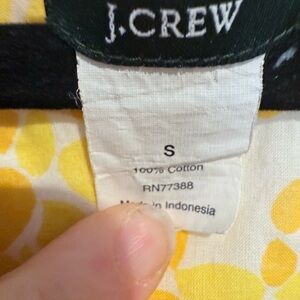 J.CREW
S
100% Cotton
RN77388
Made in Indonesia